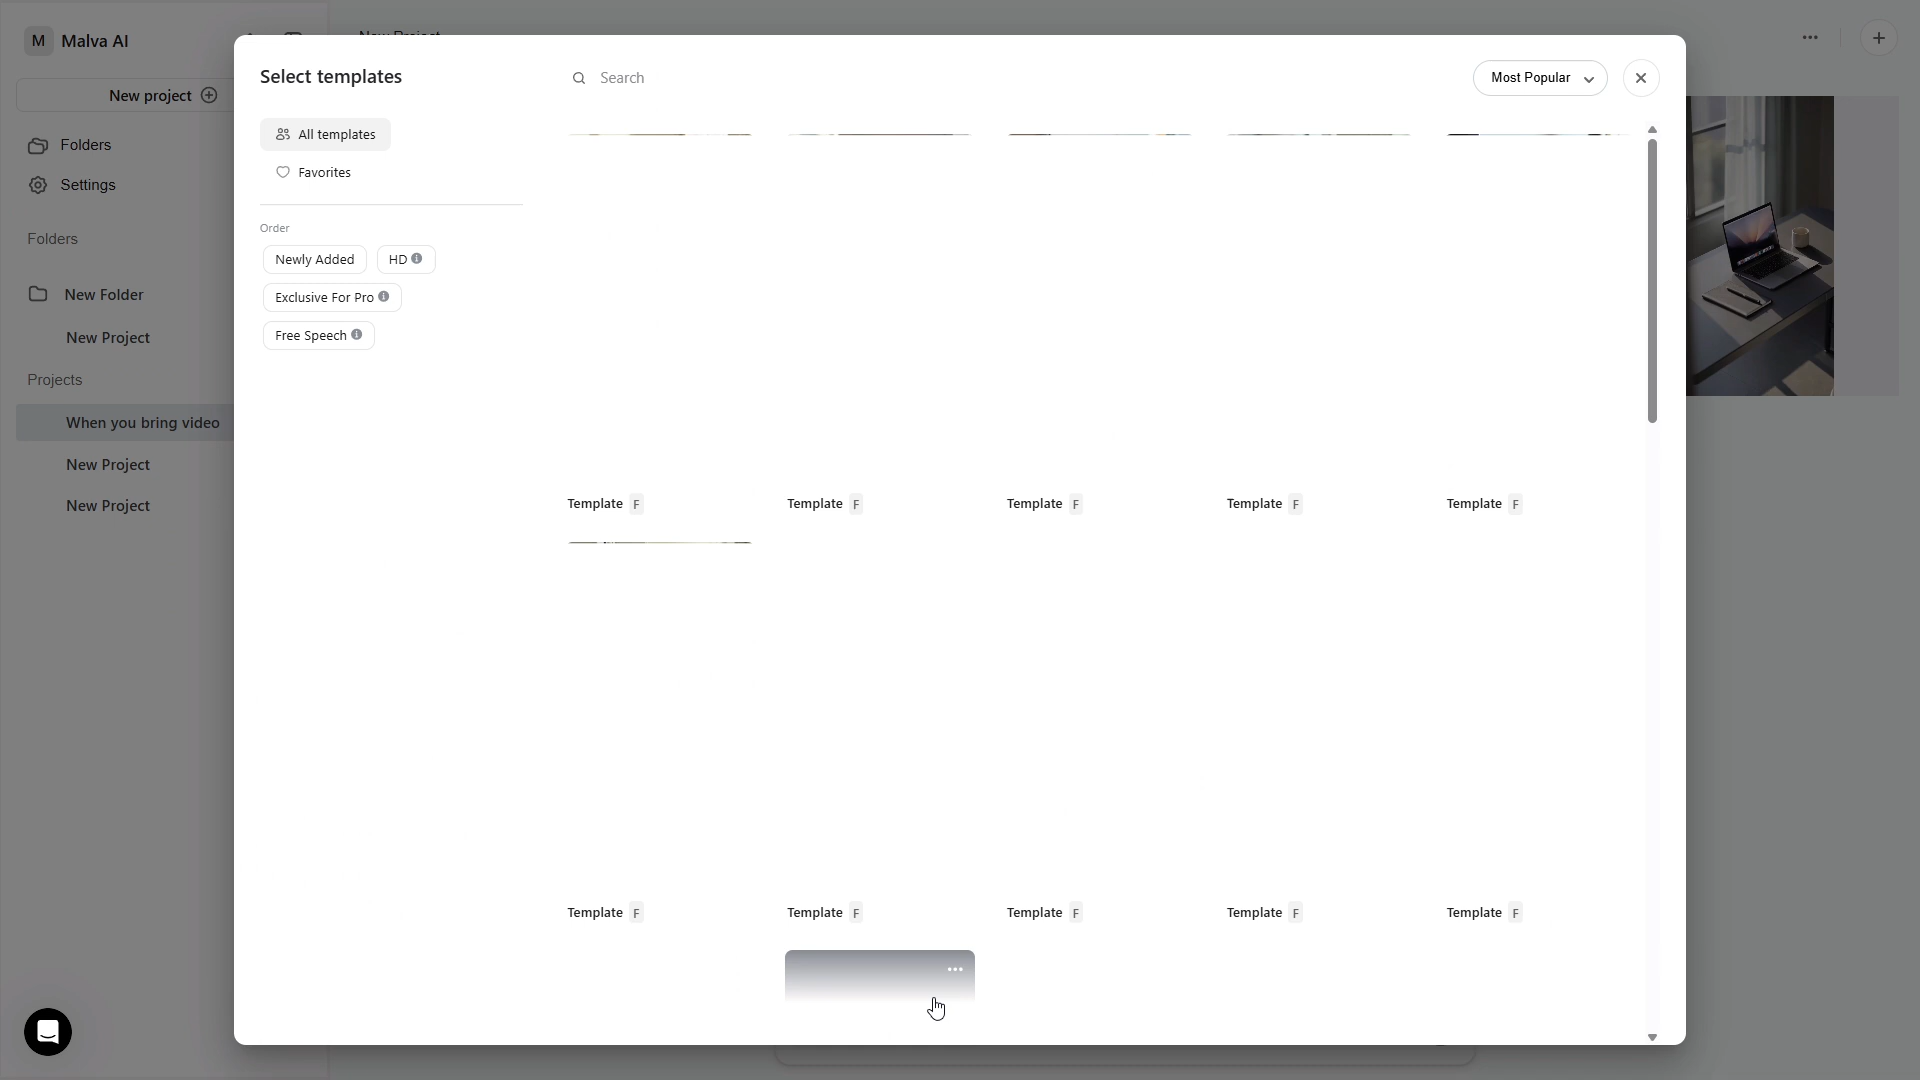 M Malva AI
New project
Folders
Settings
Folders
New Folder
New Project
Projects
When you bring video
New Project
New Project
Select templates
Search
Most Popular
All templates
Favorites
Order
Newly Added
HD
Exclusive For Pro
Free Speech
Template F
Template F
Template F
Template F
Template F
Template F
Template F
Template F
Template F
Template F